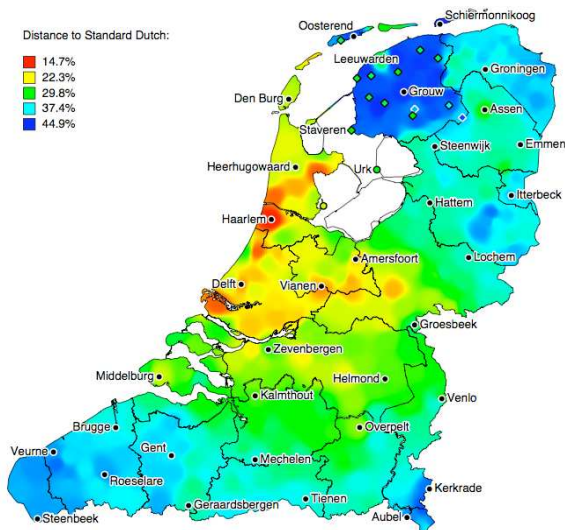 Schiermonnikoog
Oosterend
Distance to Standard Dutch:
14.7%
22.3%
29.8%
37.4%
44.9%
Leeuwarden
Groningen
Grouw
Den Burg
Assen
Staveren
Steenwijk
Emmen
Heerhugowaard
Urk
Itterbeck
Hattem
Haarlem
Amersfoort
Lochem
Delft
Vianen
Groesbeek
Zevenbergen
Middelburg
Helmond
Kalmthout
Venlo
Brugge
Overpelt
Veurne
Gent
Mechelen
Roeselare
Kerkrade
Tienen
Geraardsbergen
Steenbeek
Aubel